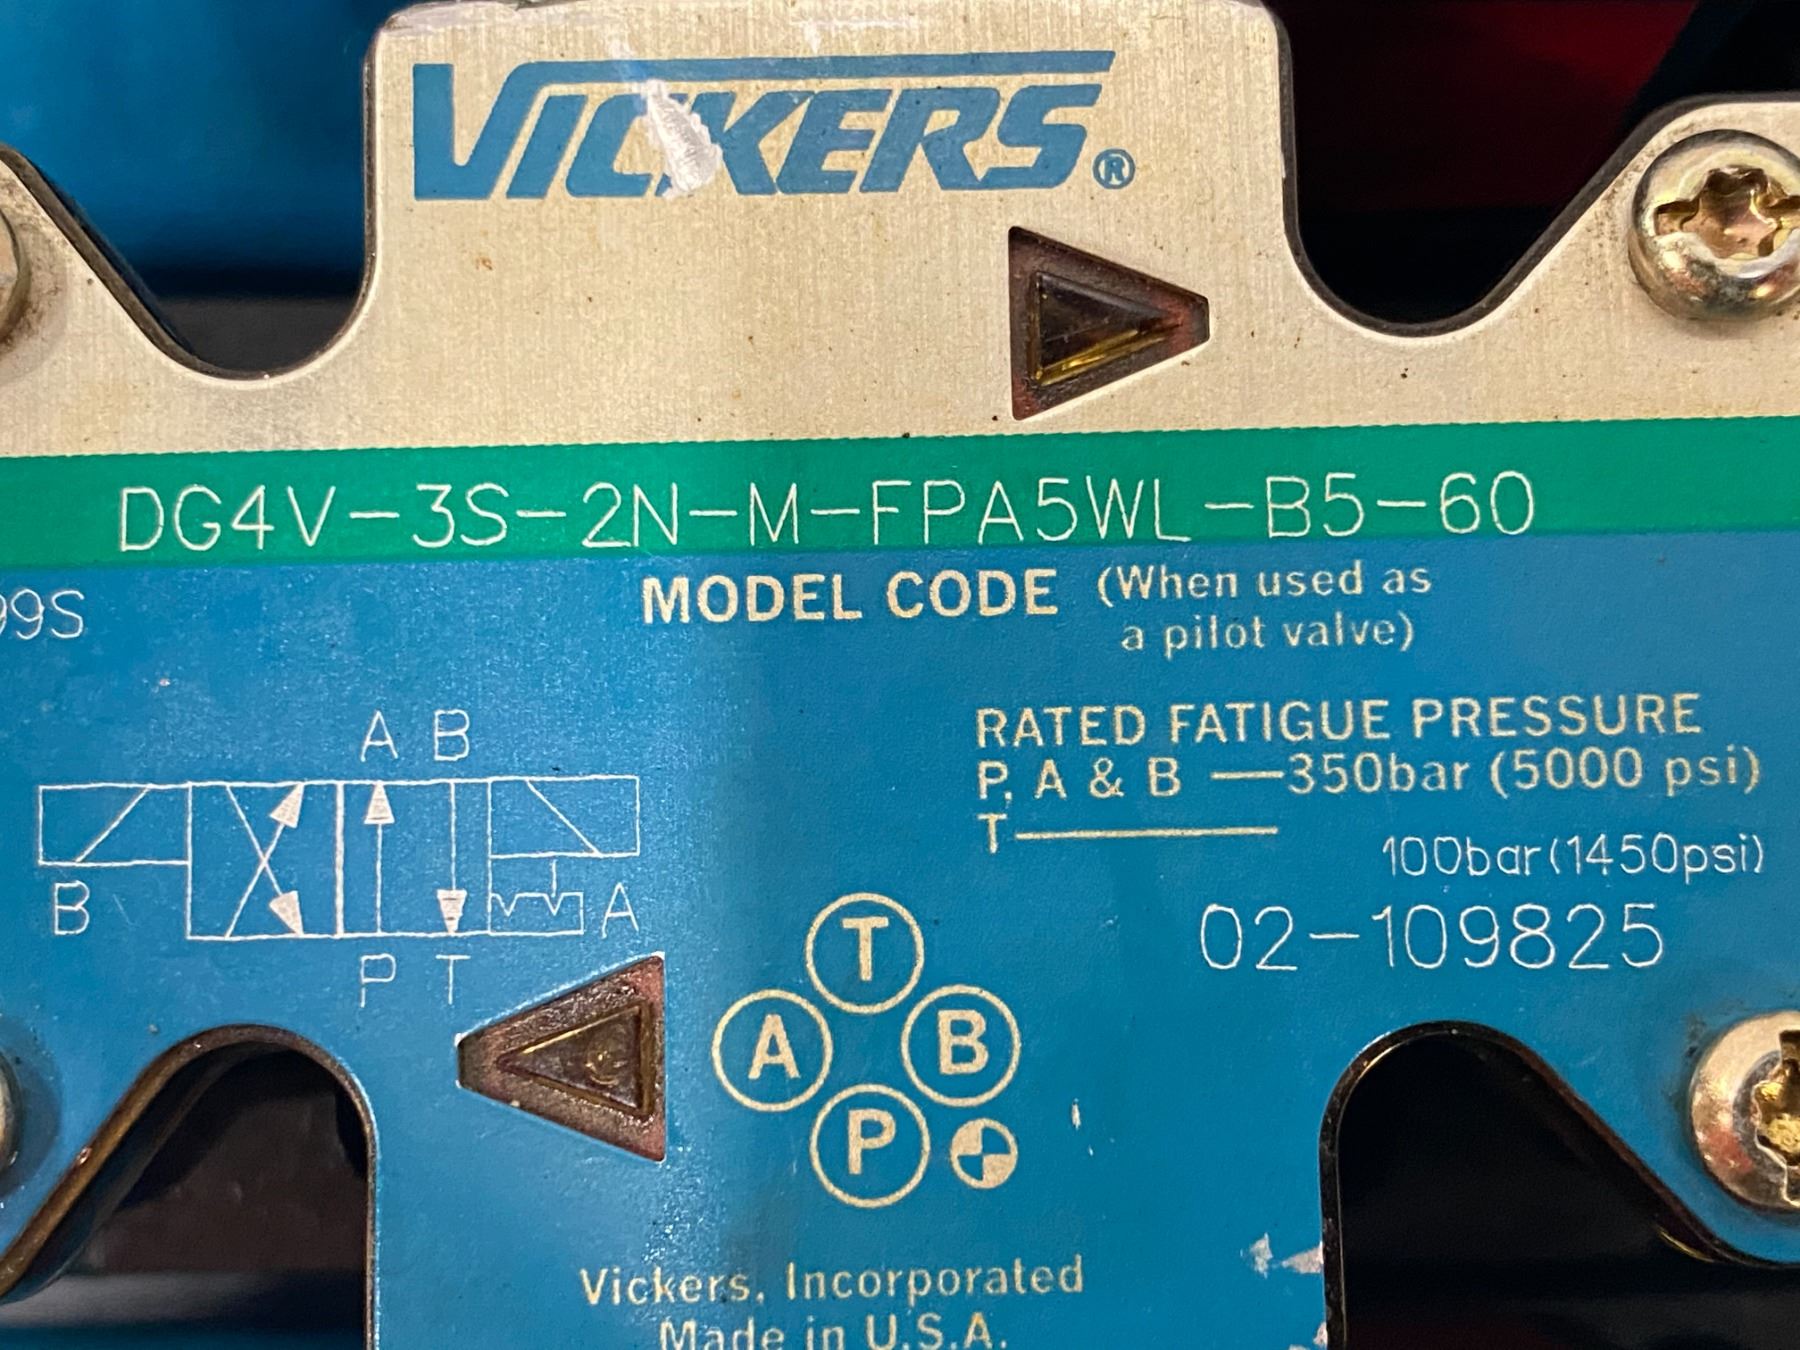 VICKERS®
DG4V-3S-2N-M-FPA5WL-B5-60
99S
MODEL CODE (When used as
a pilot valve)
RATED FATIGUE PRESSURE
P, A & B —350bar (5000 psi)
T— 100bar(1450psi)
02-109825
A B
B A
P T
T
A B
P
Vickers, Incorporated
Made in U.S.A.